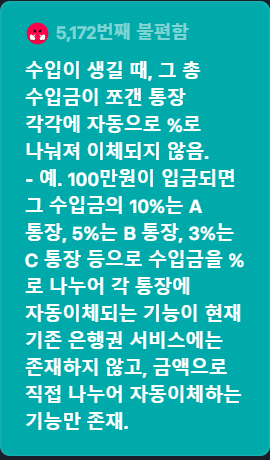 5,172번째 불편함
수입이 생길 때, 그 총
수입금이 쪼갠 통장
각각에 자동으로 %로
나눠져 이체되지 않음.
- 예. 100만원이 입금되면
그 수입금의 10%는 A
통장, 5%는 B 통장, 3%는
C 통장 등으로 수입금을 %
로 나누어 각 통장에
자동이체되는 기능이 현재
기존 은행권 서비스에는
존재하지 않고, 금액으로
직접 나누어 자동이체하는
기능만 존재.